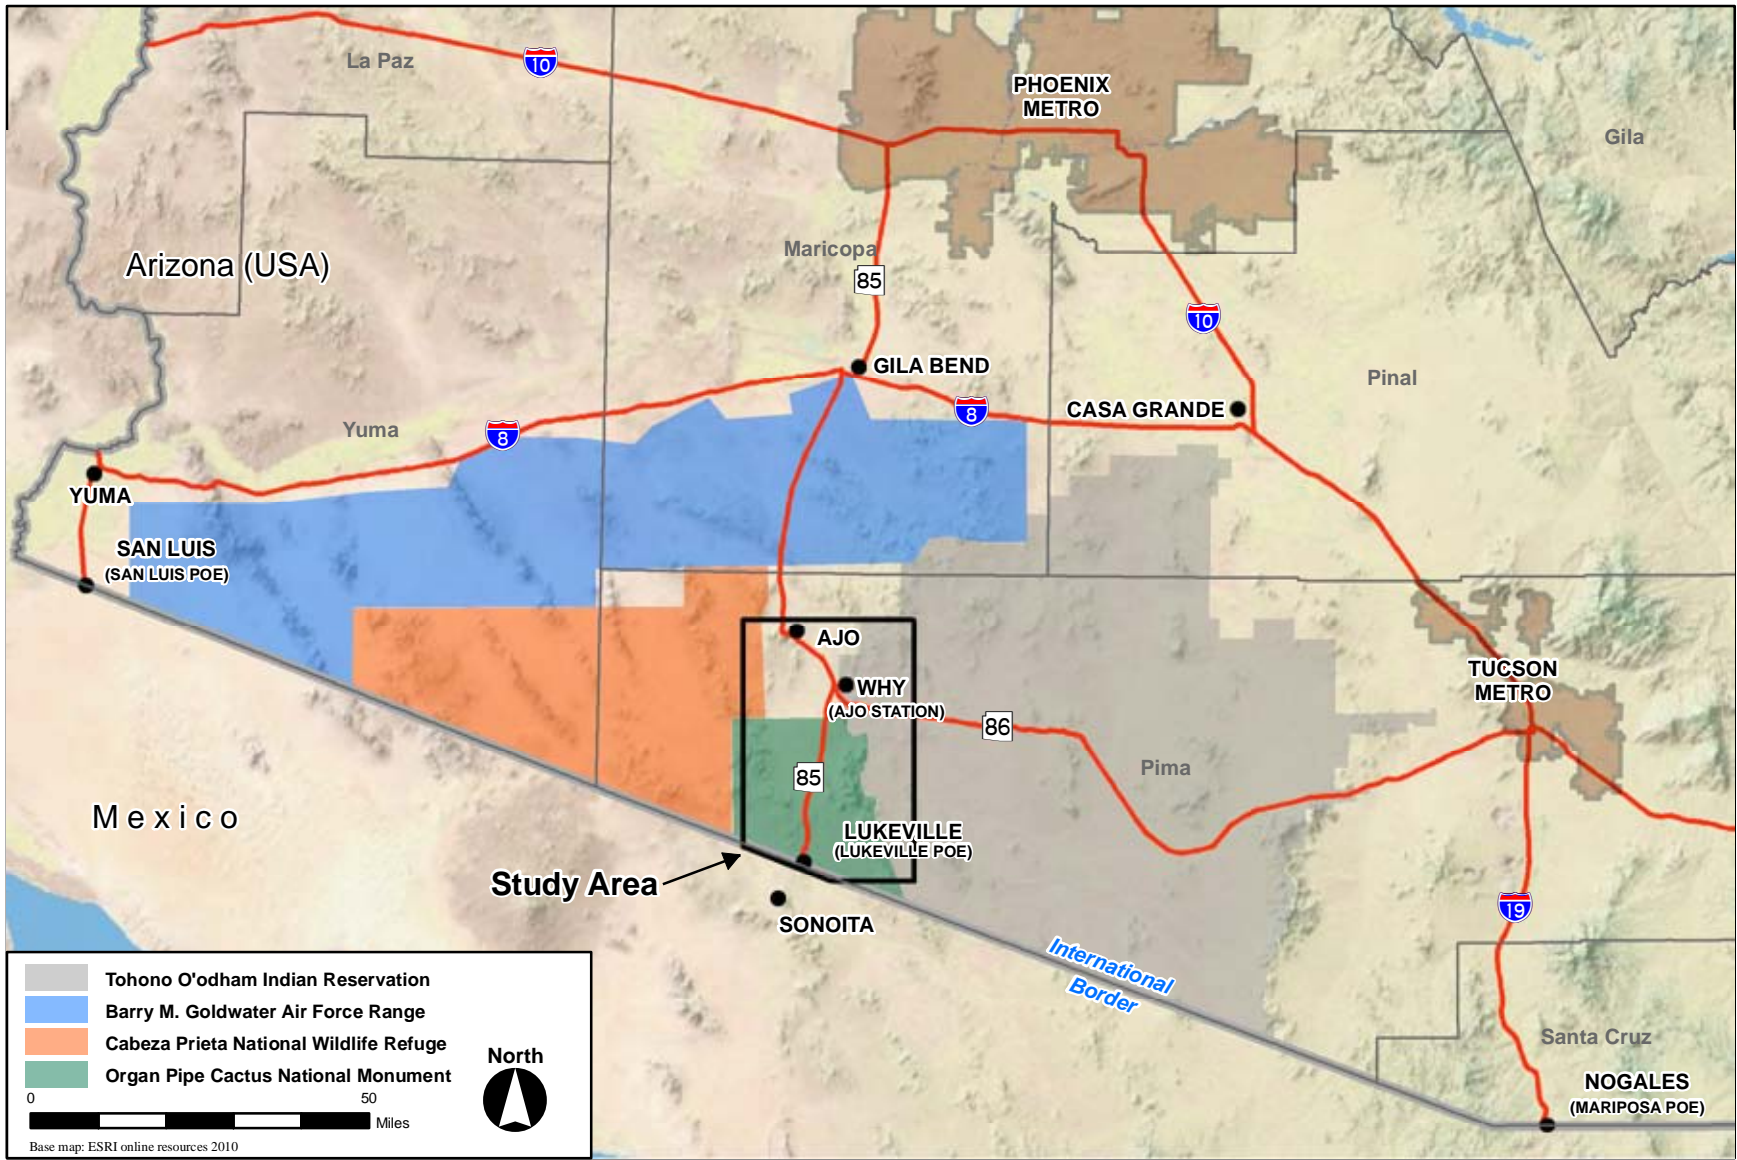 La Paz
10
PHOENIX
METRO
Gila
Arizona (USA)
Maricopa
85
10
GILA BEND
Pinal
8
CASA GRANDE
Yuma
8
YUMA
SAN LUIS
(SAN LUIS POE)
AJO
TUCSON
METRO
WHY
(AJO STATION)
86
Pima
85
Mexico
LUKEVILLE
(LUKEVILLE POE)
Study Area
19
SONOITA
International
Border
Tohono O'odham Indian Reservation
Barry M. Goldwater Air Force Range
Cabeza Prieta National Wildlife Refuge
Organ Pipe Cactus National Monument
North
0 50
Miles
Base map: ESRI online resources 2010
Santa Cruz
NOGALES
(MARIPOSA POE)